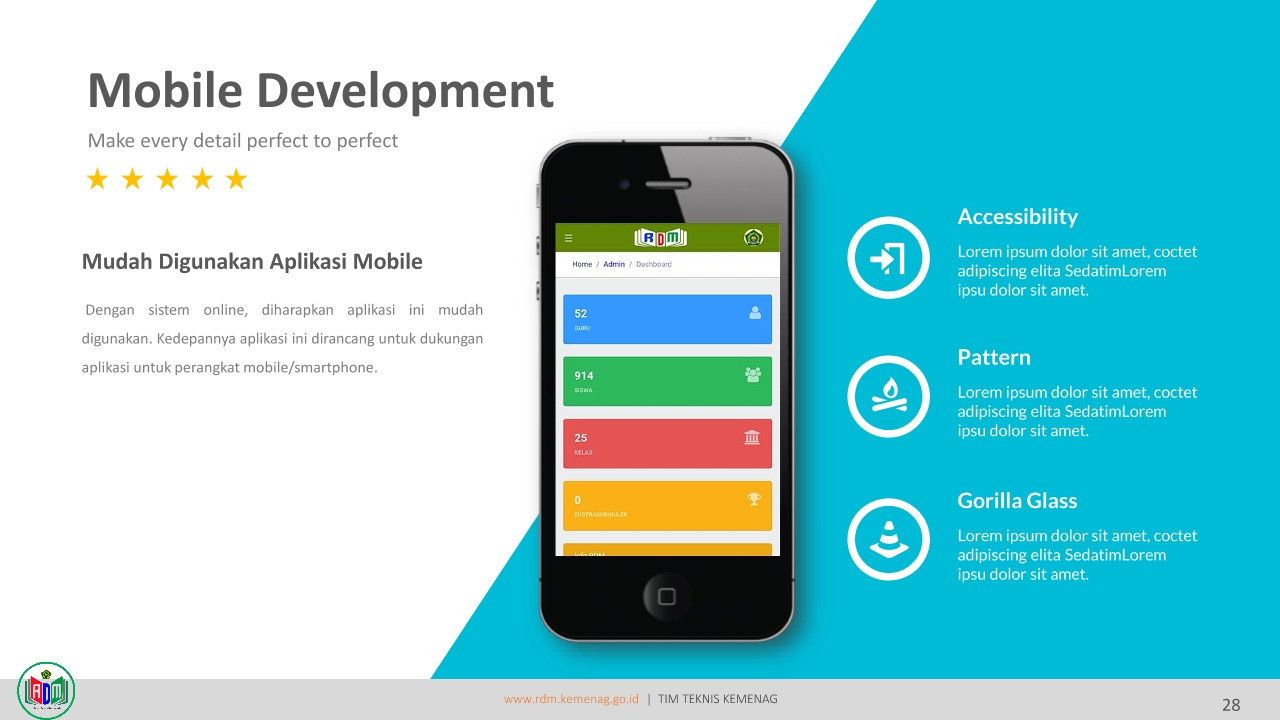 Mobile Development
Make every detail perfect to perfect
Mudah Digunakan Aplikasi Mobile
Dengan sistem online, diharapkan aplikasi ini mudah
digunakan. Kedepannya aplikasi ini dirancang untuk dukungan
aplikasi untuk perangkat mobile/smartphone.
RDM
Home / Admin / Dashboard
52
GURU
914
SISWA
25
KELAS
0
EKSTRAKURIKULER
Info RDM
Accessibility
Lorem ipsum dolor sit amet, coctet
adipiscing elita SedatimLorem
ipsu dolor sit amet.
Pattern
Lorem ipsum dolor sit amet, coctet
adipiscing elita SedatimLorem
ipsu dolor sit amet.
Gorilla Glass
Lorem ipsum dolor sit amet, coctet
adipiscing elita SedatimLorem
ipsu dolor sit amet.
RDM
www.rdm.kemenag.go.id | TIM TEKNIS KEMENAG
28